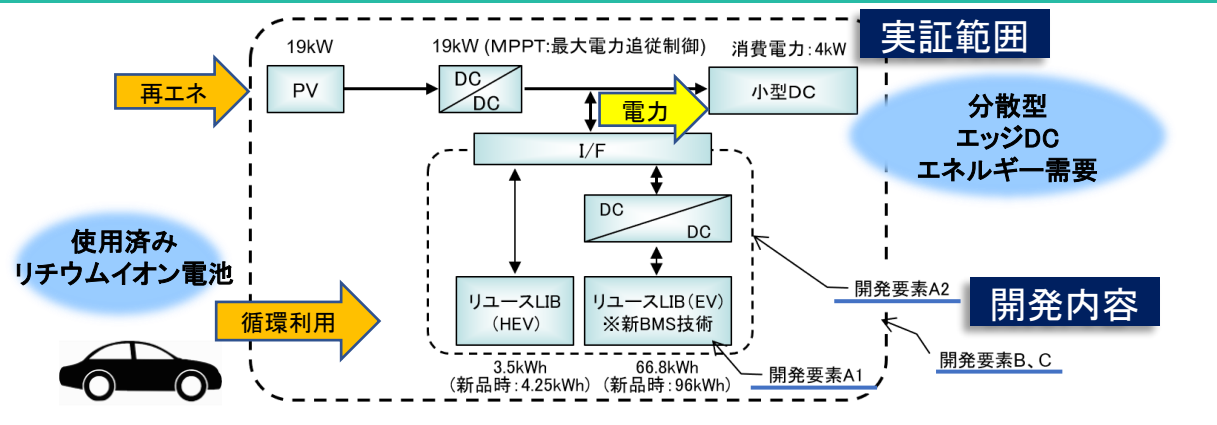 19kW
19kW (MPPT:最大電力追従制御)
消費電力:4kW
実証範囲
再エネ
PV
DC
DC
小型DC
電力
分散型
エッジDC
エネルギー需要
I/F
DC
DC
使用済み
リチウムイオン電池
循環利用
リユースLIB
(HEV)
リユースLIB(EV)
※新BMS技術
開発要素A2
開発内容
開発要素B、C
3.5kWh
(新品時:4.25kWh)
66.8kWh
(新品時:96kWh)
開発要素A1